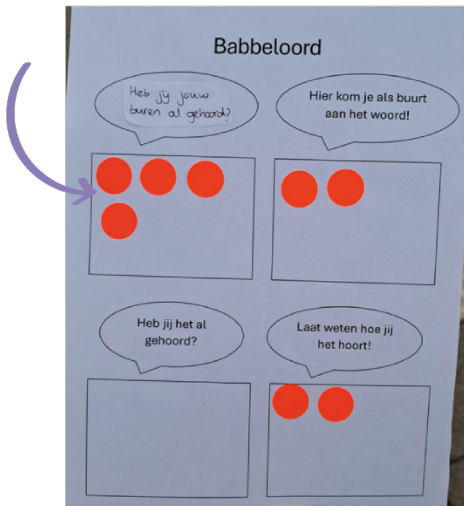 Babbeloord
Heb jij jouw
buren al gehoord?
Hier kom je als buurt
aan het woord!
Heb jij het al
gehoord?
Laat weten hoe jij
het hoort!